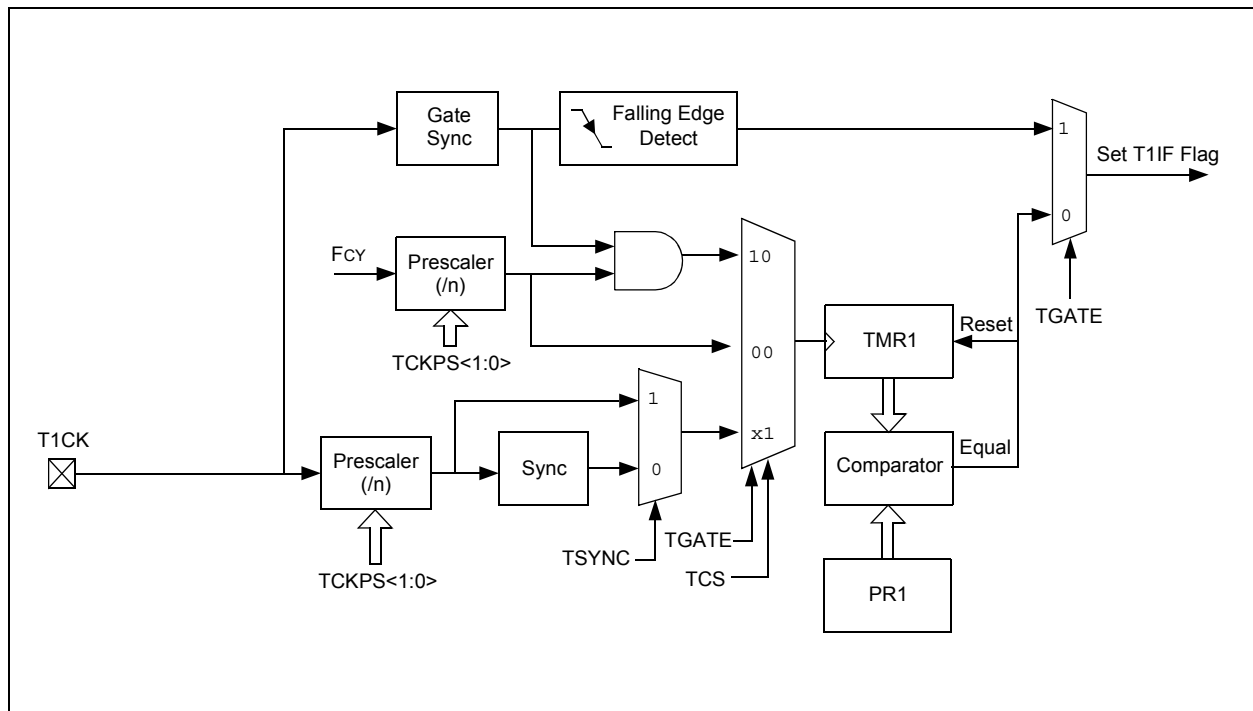 Gate
Sync
Falling Edge
Detect
1
Set T1IF Flag
0
TGATE
FCY
Prescaler
(/n)
TCKPS<1:0>
10
00
x1
TMR1
Reset
Comparator
Equal
PR1
T1CK
Prescaler
(/n)
TCKPS<1:0>
Sync
1
0
TSYNC
TGATE
TCS